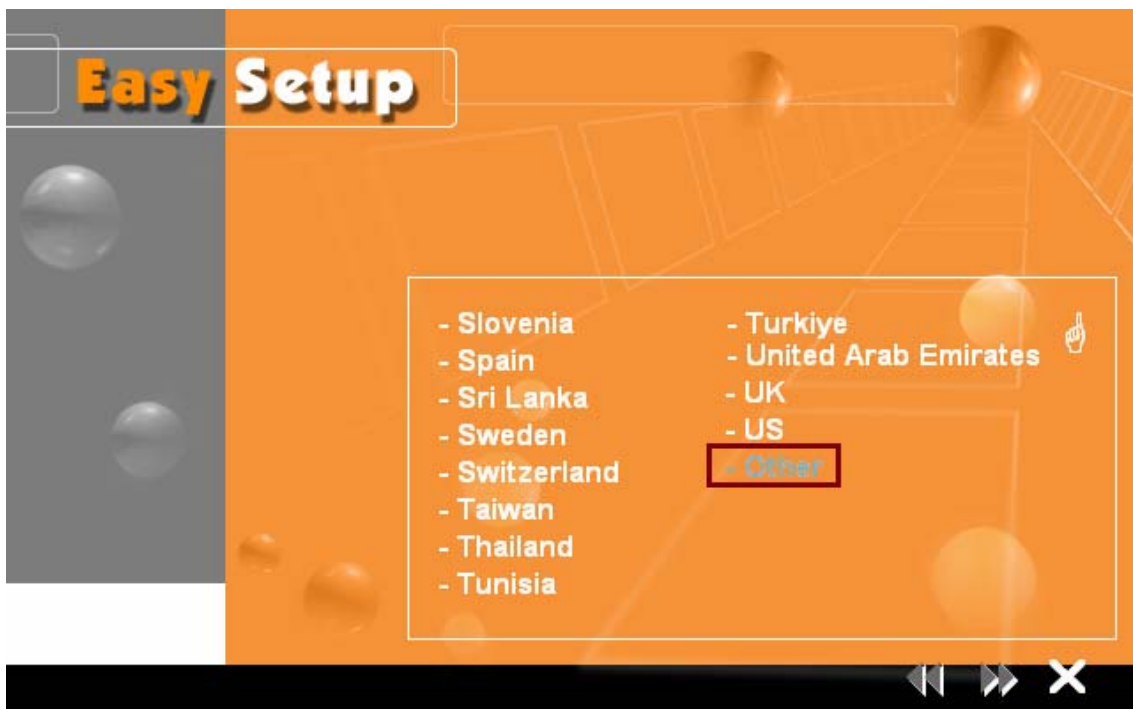 Easy Setup
- Slovenia
- Spain
- Sri Lanka
- Sweden
- Switzerland
- Taiwan
- Thailand
- Tunisia
- Turkiye
- United Arab Emirates
- UK
- US
- Other